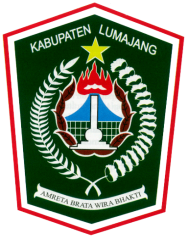 KABUPATEN LUMAJANG
AMRETA BRATA WIRA BHAKTI